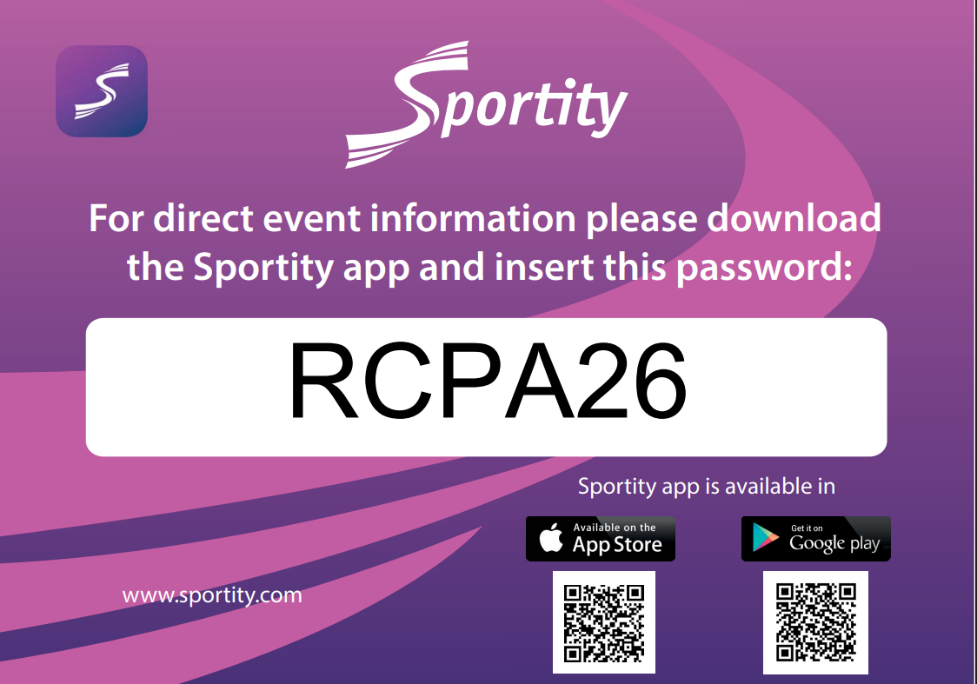 Sportity
For direct event information please download
the Sportity app and insert this password:
RCPA26
Sportity app is available in
Available on the
App Store
Get it on
Google play
www.sportity.com